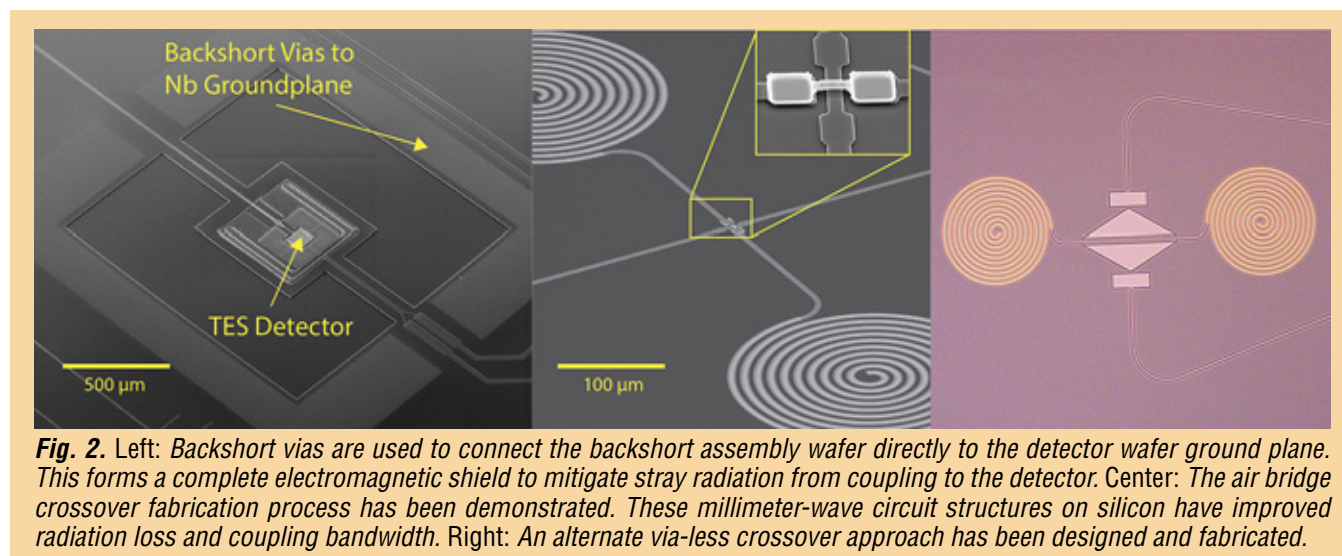 Backshort Vias to
Nb Groundplane
TES Detector
500 µm
100 µm
Fig. 2. Left: Backshort vias are used to connect the backshort assembly wafer directly to the detector wafer ground plane.
This forms a complete electromagnetic shield to mitigate stray radiation from coupling to the detector. Center: The air bridge
crossover fabrication process has been demonstrated. These millimeter-wave circuit structures on silicon have improved
radiation loss and coupling bandwidth. Right: An alternate via-less crossover approach has been designed and fabricated.